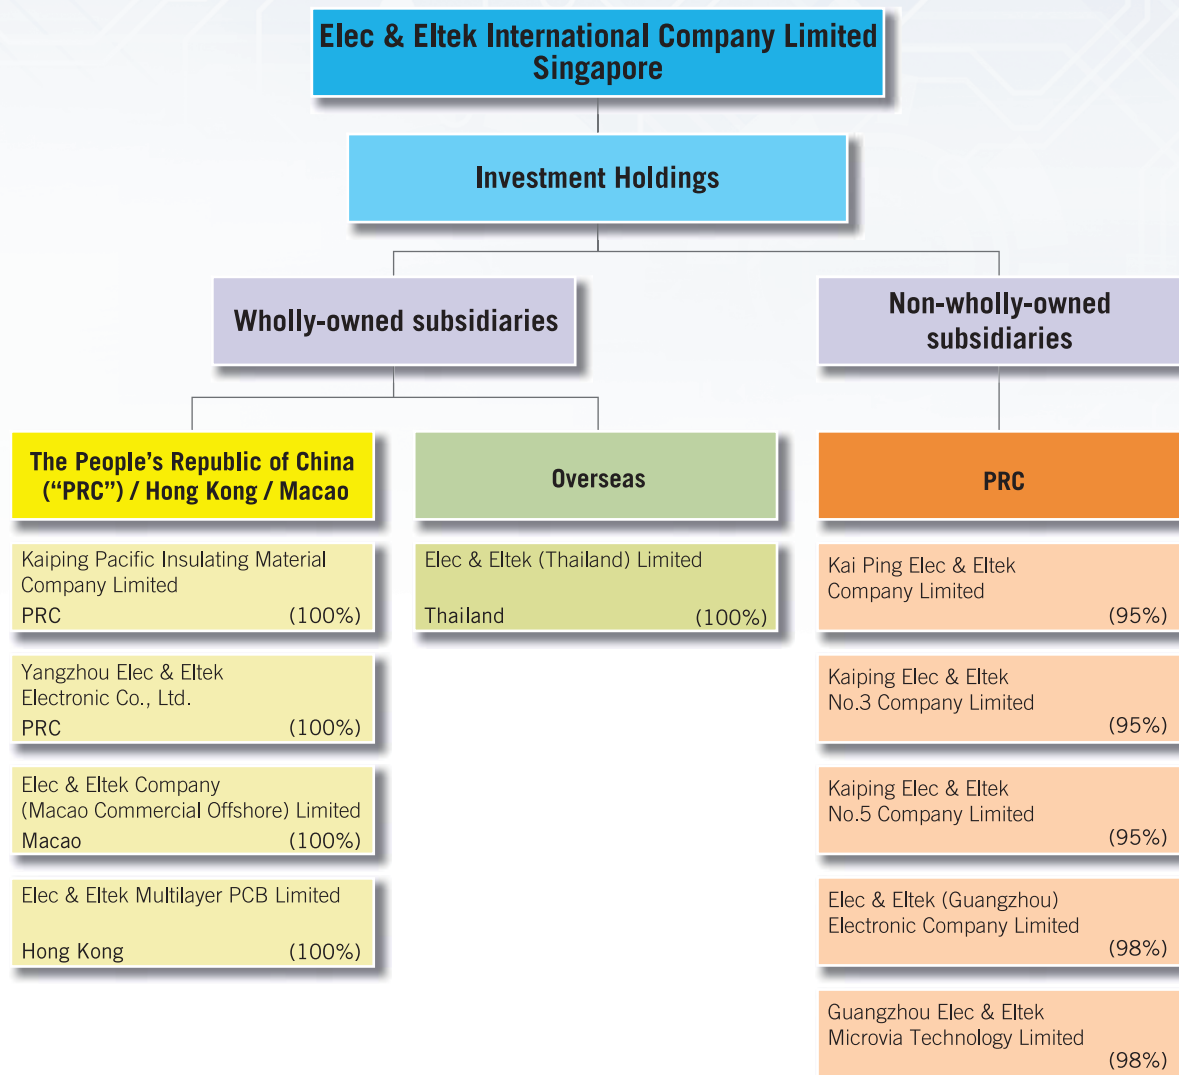 Elec & Eltek International Company Limited
Singapore
Investment Holdings
Wholly-owned subsidiaries
Non-wholly-owned
subsidiaries
The People's Republic of China
(“PRC”) / Hong Kong / Macao
Kaiping Pacific Insulating Material
Company Limited
PRC (100%)
Yangzhou Elec & Eltek
Electronic Co., Ltd.
PRC (100%)
Elec & Eltek Company
(Macao Commercial Offshore) Limited
Macao (100%)
Elec & Eltek Multilayer PCB Limited
Hong Kong (100%)
Overseas
Elec & Eltek (Thailand) Limited
Thailand (100%)
PRC
Kai Ping Elec & Eltek
Company Limited
(95%)
Kaiping Elec & Eltek
No.3 Company Limited
(95%)
Kaiping Elec & Eltek
No.5 Company Limited
(95%)
Elec & Eltek (Guangzhou)
Electronic Company Limited
(98%)
Guangzhou Elec & Eltek
Microvia Technology Limited
(98%)